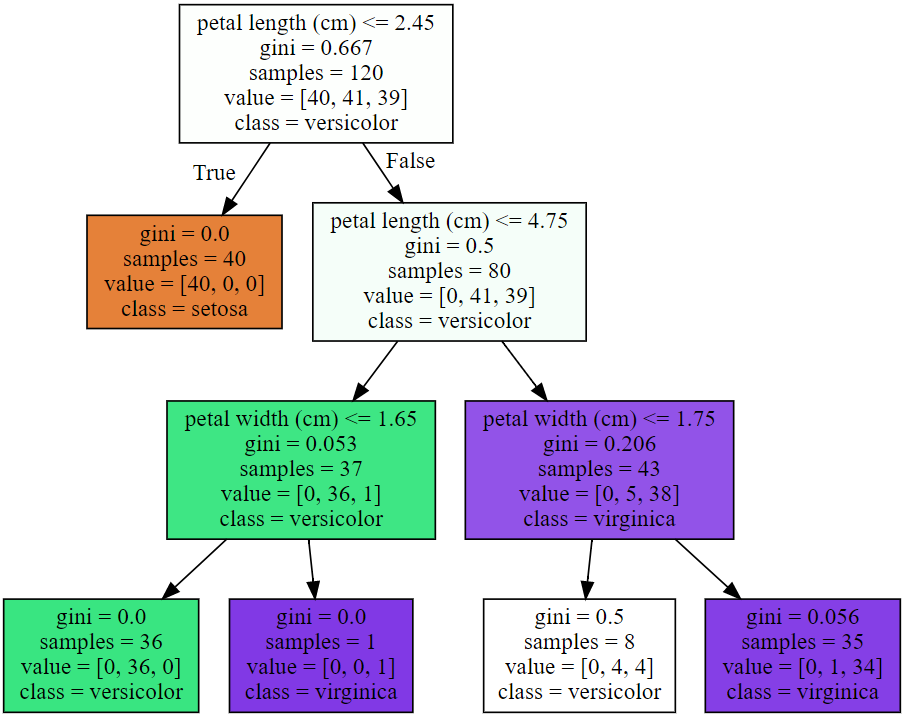 petal length (cm) <= 2.45
gini = 0.667
samples = 120
value = [40, 41, 39]
class = versicolor
True
False
gini = 0.0
samples = 40
value = [40, 0, 0]
class = setosa
petal length (cm) <= 4.75
gini = 0.5
samples = 80
value = [0, 41, 39]
class = versicolor
petal width (cm) <= 1.65
gini = 0.053
samples = 37
value = [0, 36, 1]
class = versicolor
petal width (cm) <= 1.75
gini = 0.206
samples = 43
value = [0, 5, 38]
class = virginica
gini = 0.0
samples = 36
value = [0, 36, 0]
class = versicolor
gini = 0.0
samples = 1
value = [0, 0, 1]
class = virginica
gini = 0.5
samples = 8
value = [0, 4, 4]
class = versicolor
gini = 0.056
samples = 35
value = [0, 1, 34]
class = virginica